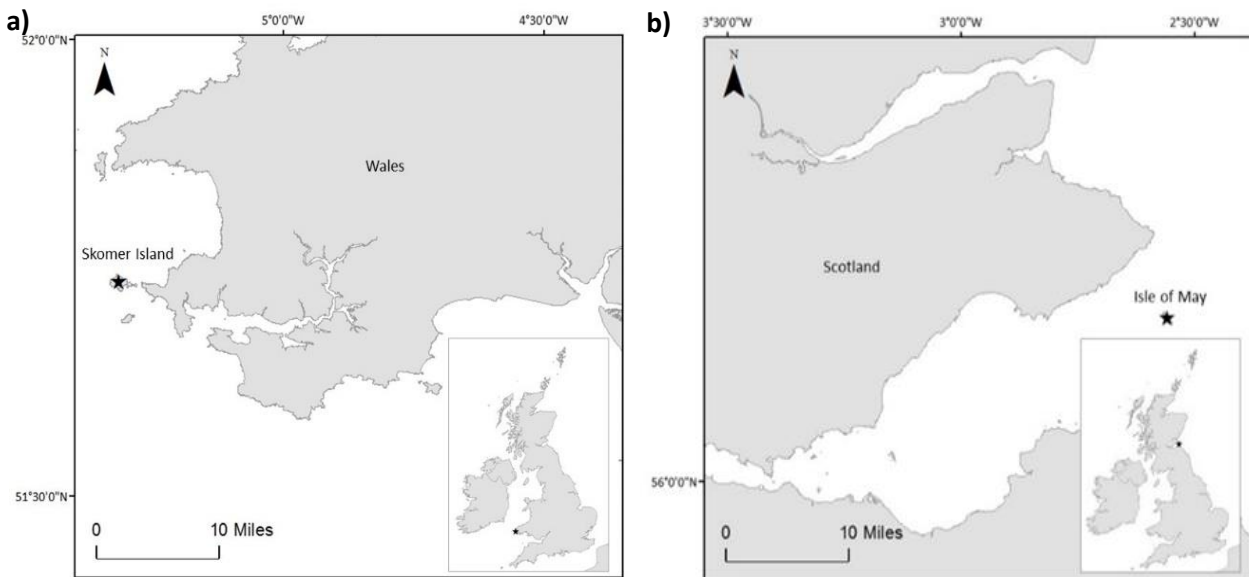 a)
5°0'0"W
4°30'0"W
52°0'0"N
N
Wales
Skomer Island
51°30'0"N
0
10 Miles
b)
3°30'0"W
3°0'0"W
2°30'0"W
N
Scotland
Isle of May
56°0'0"N
0
10 Miles